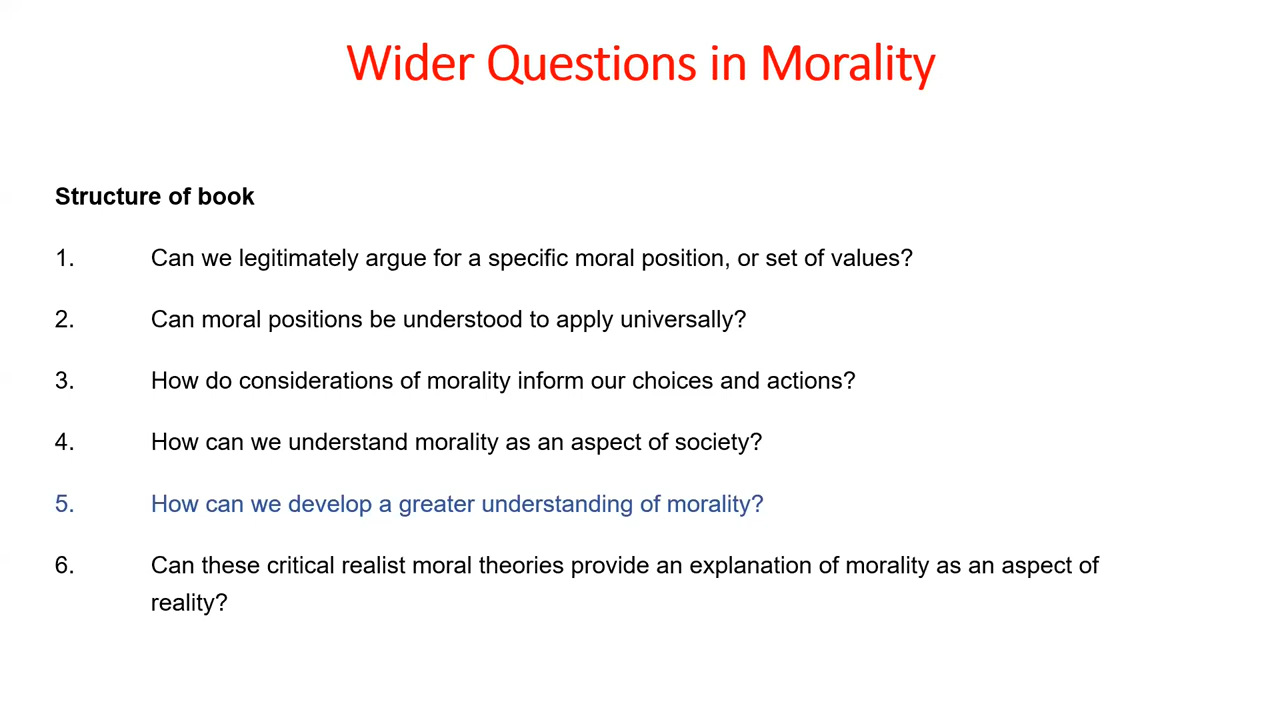 Wider Questions in Morality
Structure of book
1. Can we legitimately argue for a specific moral position, or set of values?
2. Can moral positions be understood to apply universally?
3. How do considerations of morality inform our choices and actions?
4. How can we understand morality as an aspect of society?
5. How can we develop a greater understanding of morality?
6. Can these critical realist moral theories provide an explanation of morality as an aspect of
reality?